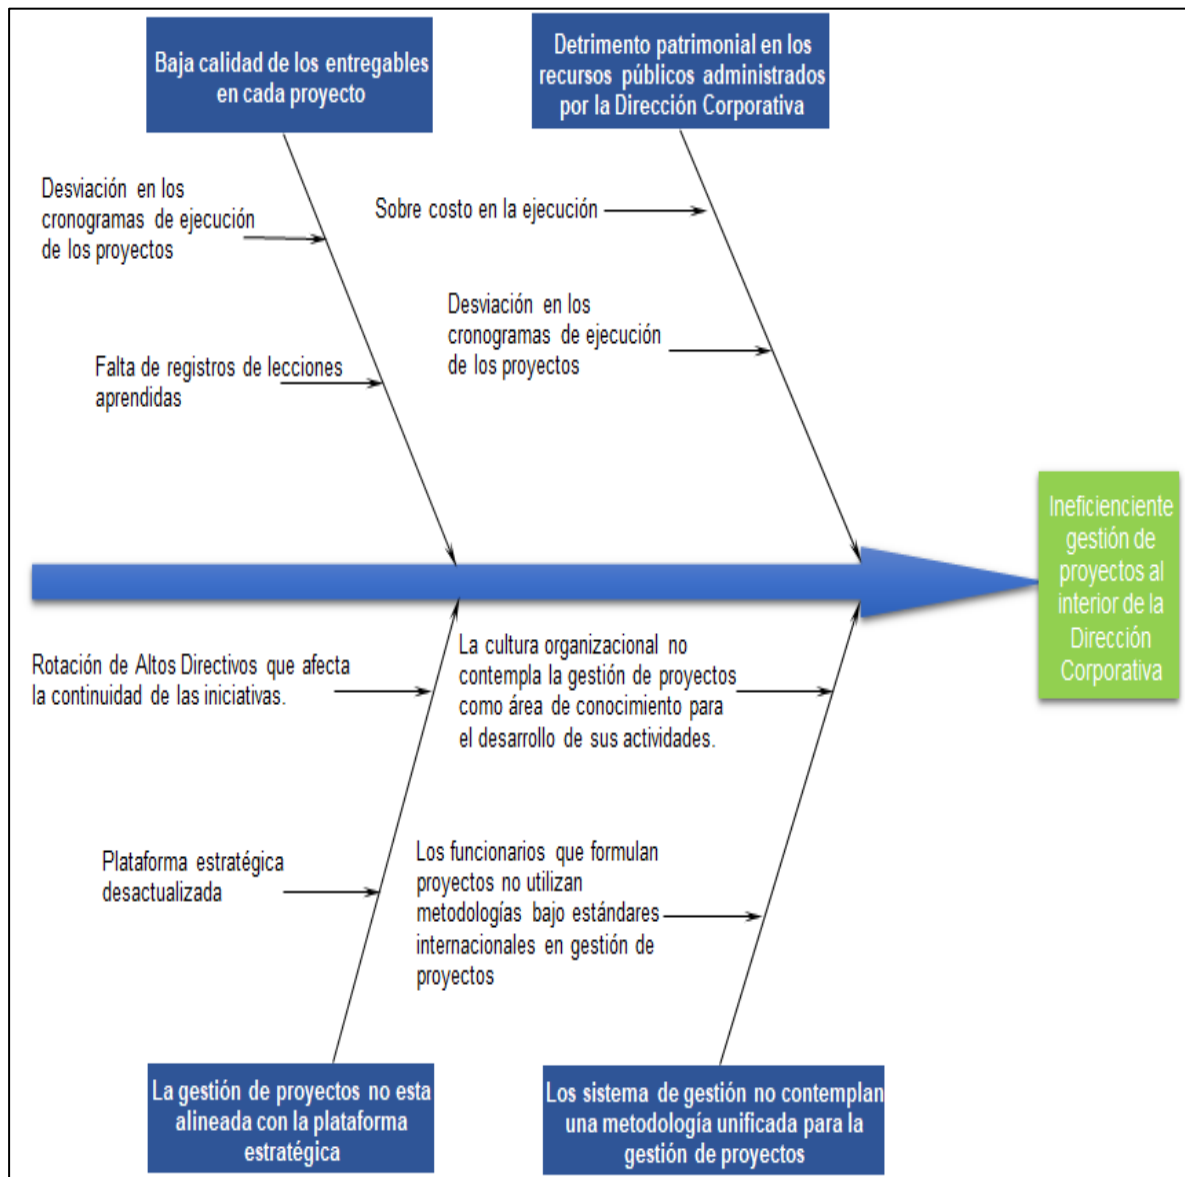 Baja calidad de los entregables
en cada proyecto
Detrimento patrimonial en los
recursos públicos administrados
por la Dirección Corporativa
Desviación en los
cronogramas de ejecución
de los proyectos
Sobre costo en la ejecución
Desviación en los
cronogramas de ejecución
de los proyectos
Falta de registros de lecciones
aprendidas
Ineficienciente
gestión de
proyectos al
interior de la
Dirección
Corporativa
Rotación de Altos Directivos que afecta
la continuidad de las iniciativas.
La cultura organizacional no
contempla la gestión de proyectos
como área de conocimiento para
el desarrollo de sus actividades.
Plataforma estratégica
desactualizada
Los funcionarios que formulan
proyectos no utilizan
metodologías bajo estándares
internacionales en gestión de
proyectos
La gestión de proyectos no esta
alineada con la plataforma
estratégica
Los sistema de gestión no contemplan
una metodología unificada para la
gestión de proyectos